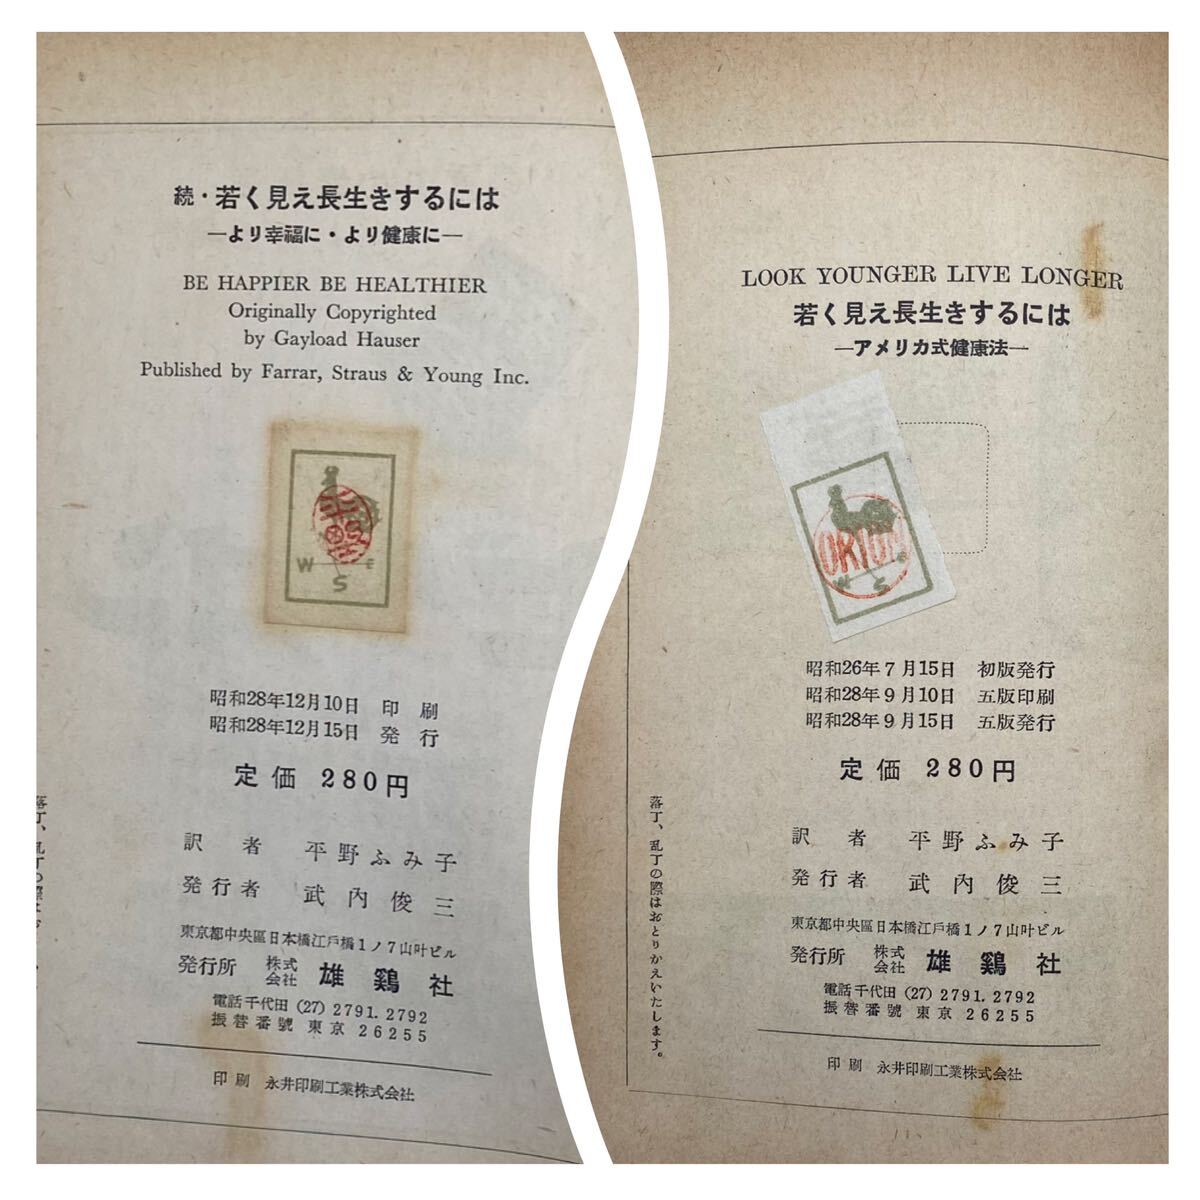 続・若く見え長生きするには
―より幸福に・より健康に―
BE HAPPIER BE HEALTHIER
Originally Copyrighted
by Gayload Hauser
Published by Farrar, Straus & Young Inc.
W E
S
昭和28年12月10日 印刷
昭和28年12月15日 発行
定価 280円
訳者 平野ふみ子
発行者 武内俊三
東京都中央區日本橋江戸橋1ノ7山叶ビル
発行所 株式会社 雄鷄社
電話千代田 (27) 2791. 2792
振替番號 東京 26255
印刷 永井印刷工業株式会社
LOOK YOUNGER LIVE LONGER
若く見え長生きするには
―アメリカ式健康法―
ORION
W E
S
昭和26年7月15日 初版発行
昭和28年9月10日 五版印刷
昭和28年9月15日 五版発行
定価 280円
訳者 平野ふみ子
発行者 武内俊三
東京都中央區日本橋江戸橋1ノ7山叶ビル
発行所 株式会社 雄鷄社
電話千代田 (27) 2791. 2792
振替番號 東京 26255
落丁、乱丁の際はおとりかえいたします。
印刷 永井印刷工業株式会社